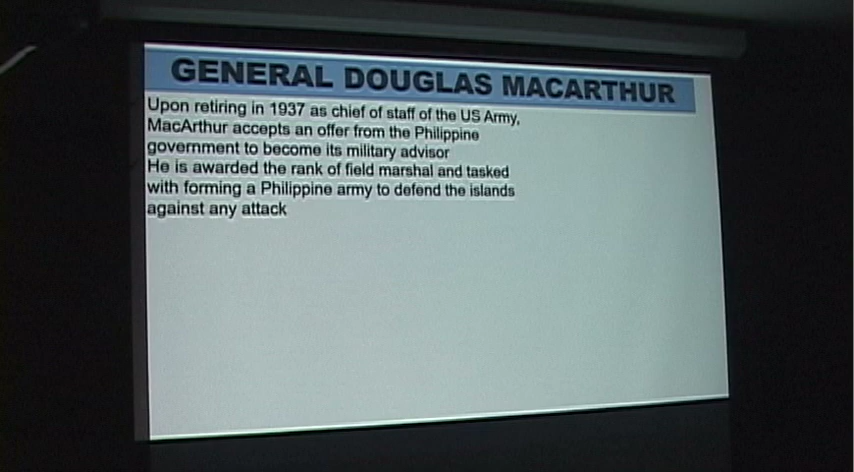 GENERAL DOUGLAS MACARTHUR
Upon retiring in 1937 as chief of staff of the US Army,
MacArthur accepts an offer from the Philippine
government to become its military advisor
He is awarded the rank of field marshal and tasked
with forming a Philippine army to defend the islands
against any attack